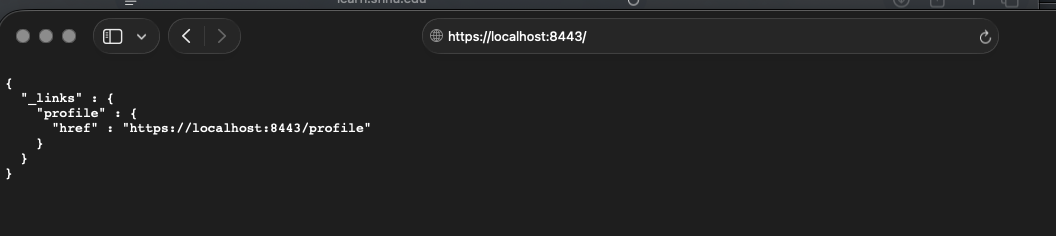 https://localhost:8443/
{
"_links" : {
"profile" : {
"href" : "https://localhost:8443/profile"
}
}
}